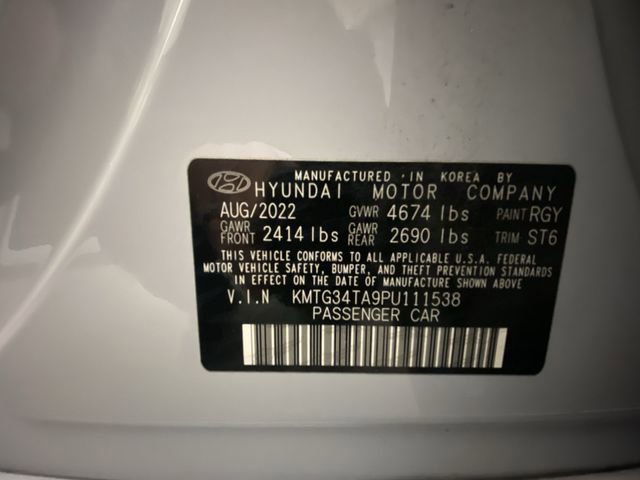 MANUFACTURED · IN KOREA BY
HYUNDAI MOTOR COMPANY
AUG/2022 GVWR 4674 lbs PAINT RGY
GAWR FRONT 2414 lbs GAWR REAR 2690 lbs TRIM ST6
THIS VEHICLE CONFORMS TO ALL APPLICABLE U.S.A. FEDERAL
MOTOR VEHICLE SAFETY, BUMPER, AND THEFT PREVENTION STANDARDS
IN EFFECT ON THE DATE OF MANUFACTURE SHOWN ABOVE.
V.I.N KMTG34TA9PU111538
PASSENGER CAR